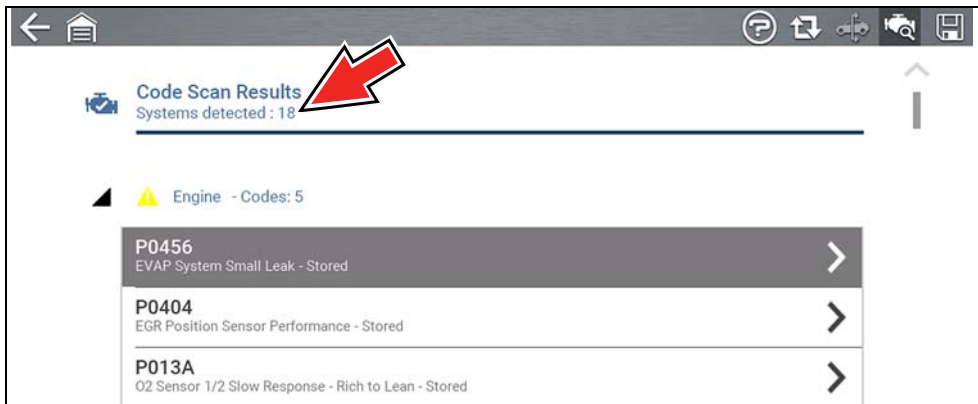 Code Scan Results
Systems detected : 18
Engine - Codes: 5
P0456
EVAP System Small Leak - Stored
P0404
EGR Position Sensor Performance - Stored
P013A
O2 Sensor 1/2 Slow Response - Rich to Lean - Stored